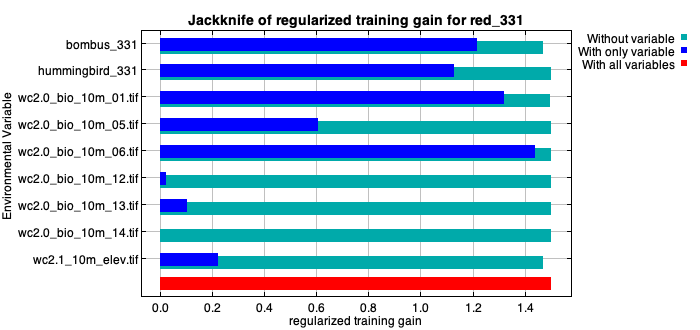 Jackknife of regularized training gain for red_331
Without variable
With only variable
With all variables
Environmental Variable
bombus_331
hummingbird_331
wc2.0_bio_10m_01.tif
wc2.0_bio_10m_05.tif
wc2.0_bio_10m_06.tif
wc2.0_bio_10m_12.tif
wc2.0_bio_10m_13.tif
wc2.0_bio_10m_14.tif
wc2.1_10m_elev.tif
0.0 0.2 0.4 0.6 0.8 1.0 1.2 1.4
regularized training gain